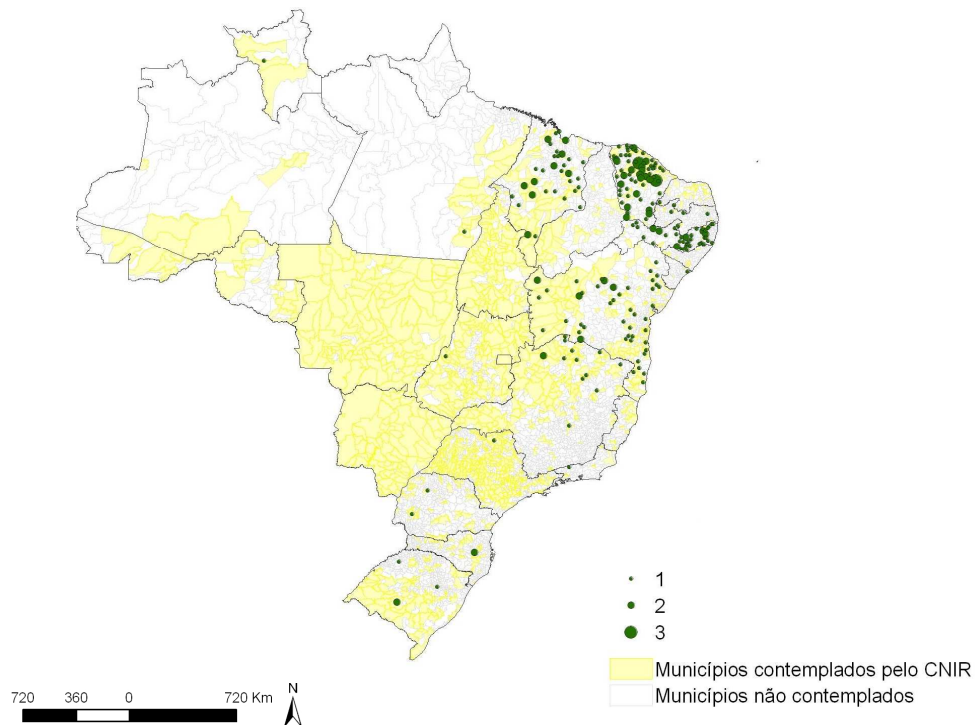 1
2
3
Municípios contemplados pelo CNIR
Municípios não contemplados
720 360 0 720 Km
N